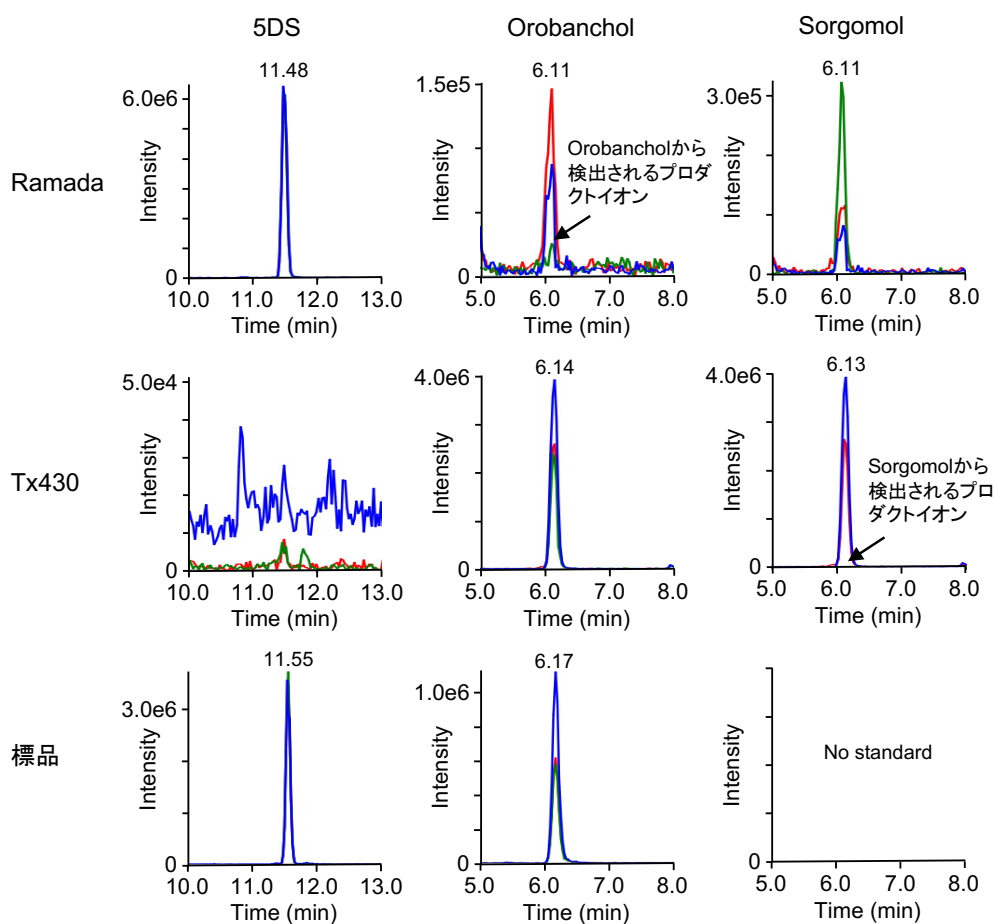 5DS
Orobanchol
Sorgomol
Ramada
11.48
6.0e6
0
Intensity
10.0 11.0 12.0 13.0
Time (min)
6.11
1.5e5
0
Intensity
Orobancholから
検出されるプロダ
クトイオン
5.0 6.0 7.0 8.0
Time (min)
6.11
3.0e5
0
Intensity
5.0 6.0 7.0 8.0
Time (min)
Tx430
5.0e4
0
Intensity
10.0 11.0 12.0 13.0
Time (min)
6.14
4.0e6
0
Intensity
5.0 6.0 7.0 8.0
Time (min)
6.13
4.0e6
0
Intensity
Sorgomolから
検出されるプロ
ダクトイオン
5.0 6.0 7.0 8.0
Time (min)
標品
11.55
3.0e6
0
Intensity
10.0 11.0 12.0 13.0
Time (min)
6.17
1.0e6
0
Intensity
5.0 6.0 7.0 8.0
Time (min)
No standard
0
Intensity
5.0 6.0 7.0 8.0
Time (min)